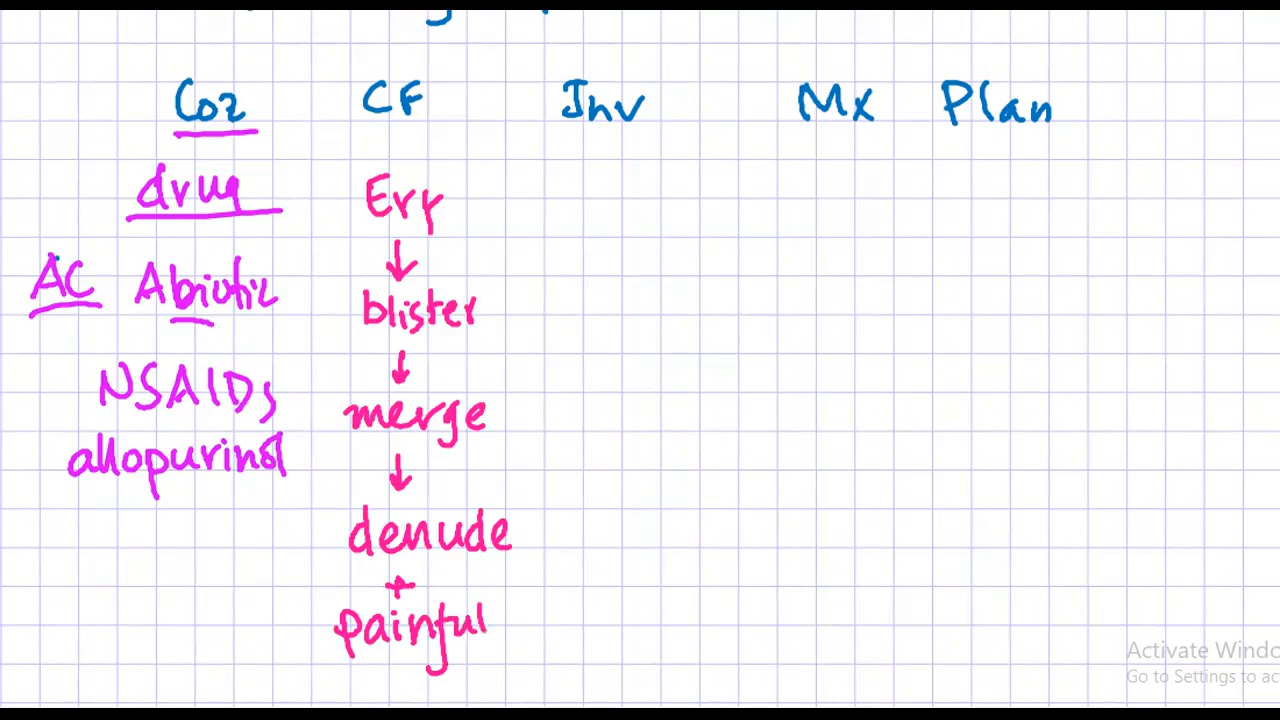 Coz CF Inv Mx Plan
drug Ery
↓
AC Abiotic blister
↓
NSAIDs merge
allopurinol ↓
denude
+
painful
Activate Windo
Go to Settings to ac